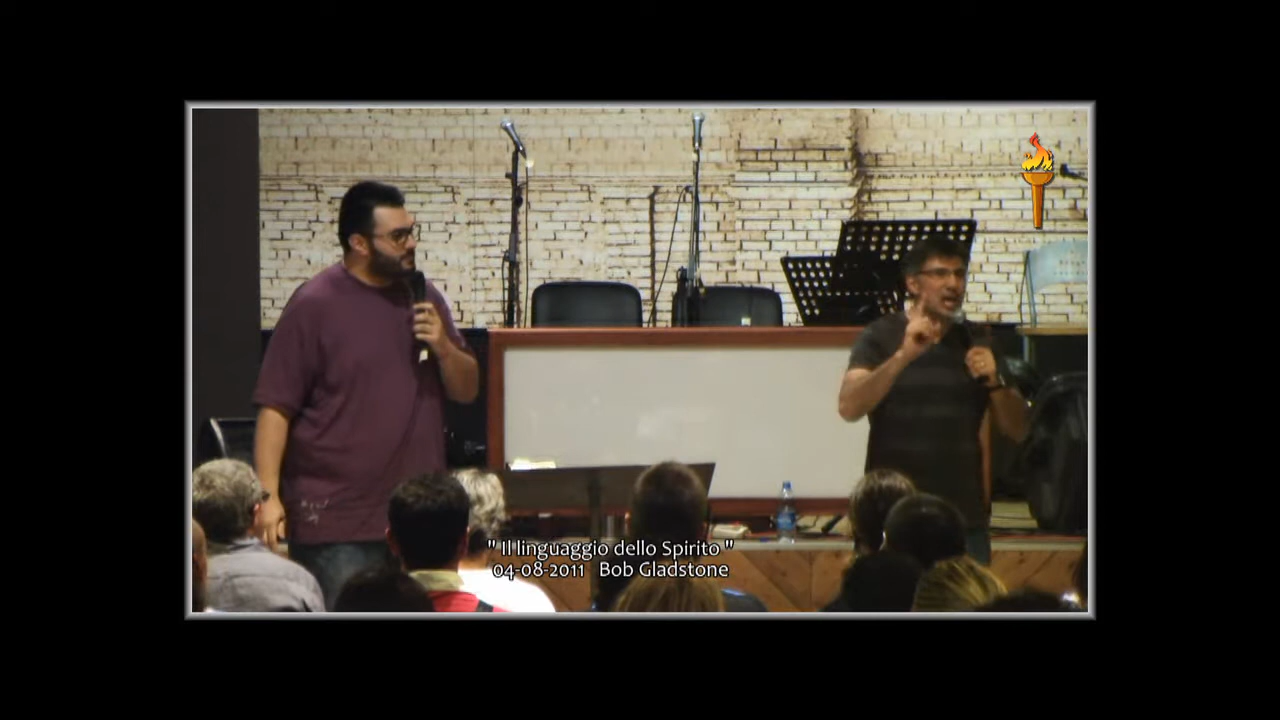 " Il linguaggio dello Spirito "
04-08-2011 Bob Gladstone